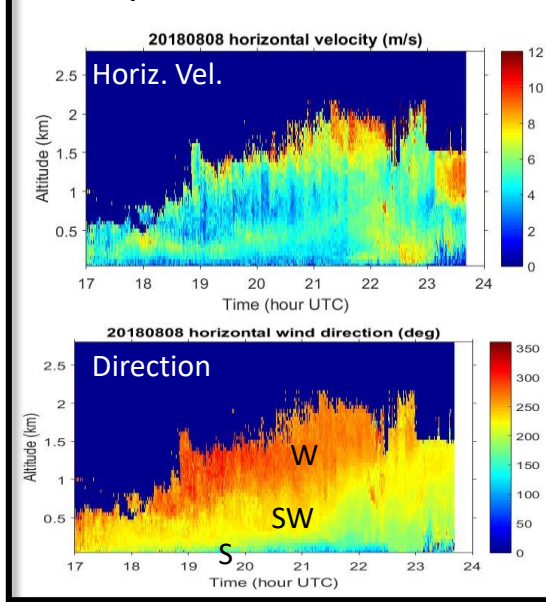 20180808 horizontal velocity (m/s)
Horiz. Vel.
Altitude (km)
2.5
2
1.5
1
0.5
17 18 19 20 21 22 23 24
Time (hour UTC)
12
10
8
6
4
2
0
20180808 horizontal wind direction (deg)
Direction
Altitude (km)
2.5
2
1.5
1
0.5
W
SW
S
17 18 19 20 21 22 23 24
Time (hour UTC)
350
300
250
200
150
100
50
0